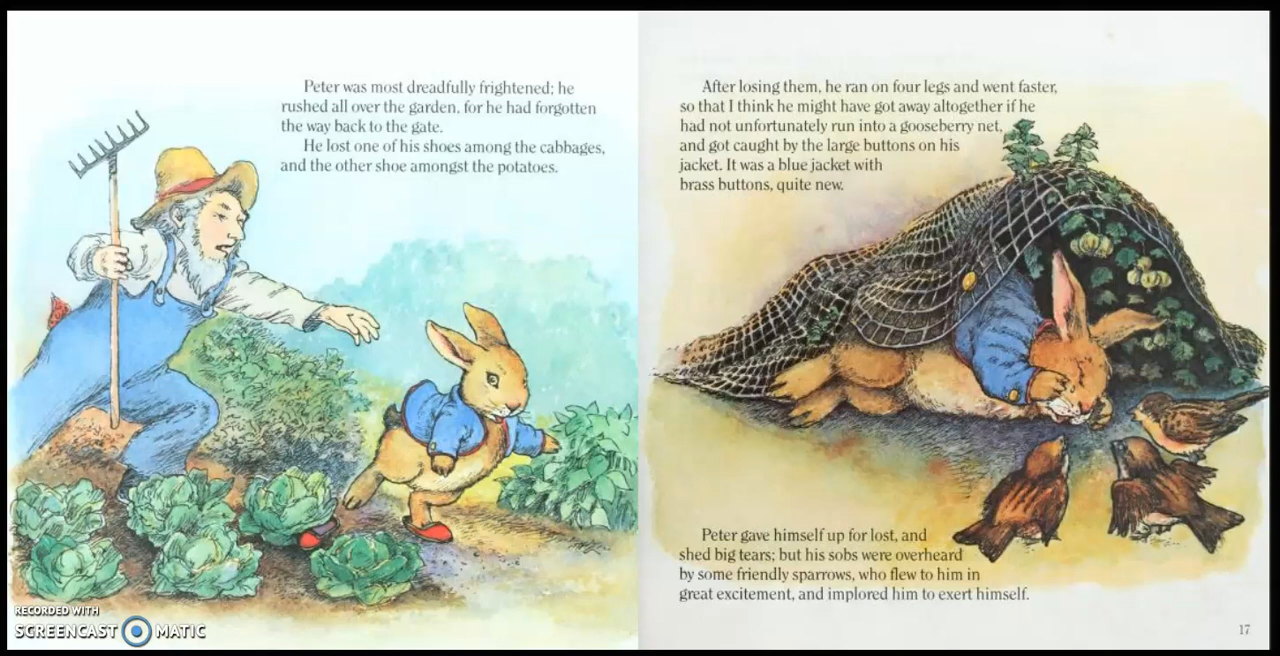 Peter was most dreadfully frightened; he
rushed all over the garden, for he had forgotten
the way back to the gate.
He lost one of his shoes among the cabbages,
and the other shoe amongst the potatoes.
After losing them, he ran on four legs and went faster,
so that I think he might have got away altogether if he
had not unfortunately run into a gooseberry net,
and got caught by the large buttons on his
jacket. It was a blue jacket with
brass buttons, quite new.
Peter gave himself up for lost, and
shed big tears; but his sobs were overheard
by some friendly sparrows, who flew to him in
great excitement, and implored him to exert himself.
17
RECORDED WITH
SCREENCAST MATIC